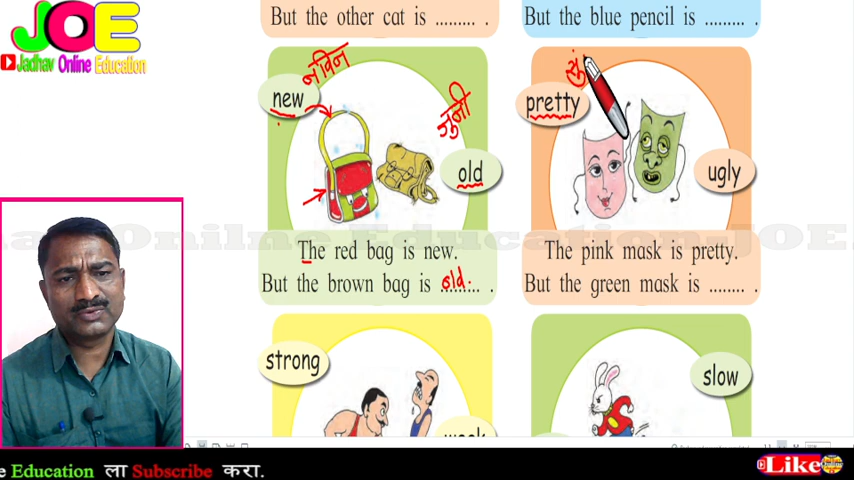 JOE
Jadhav Online Education
But the other cat is ......... .
But the blue pencil is ......... .
new
नविन
जुनी
old
The red bag is new.
But the brown bag is old.
pretty
सुं
ugly
The pink mask is pretty.
But the green mask is ........ .
strong
slow
Education ला Subscribe करा.
Like